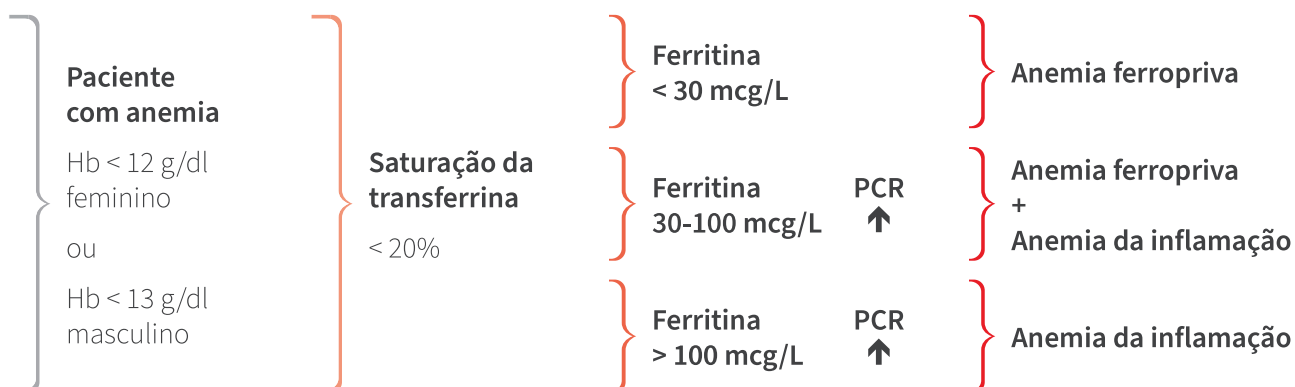 Paciente
com anemia
Hb < 12 g/dl
feminino
ou
Hb < 13 g/dl
masculino
Saturação da
transferrina
< 20%
Ferritina
< 30 mcg/L
Anemia ferropriva
Ferritina PCR
30-100 mcg/L ↑
Anemia ferropriva
+
Anemia da inflamação
Ferritina PCR
> 100 mcg/L ↑
Anemia da inflamação